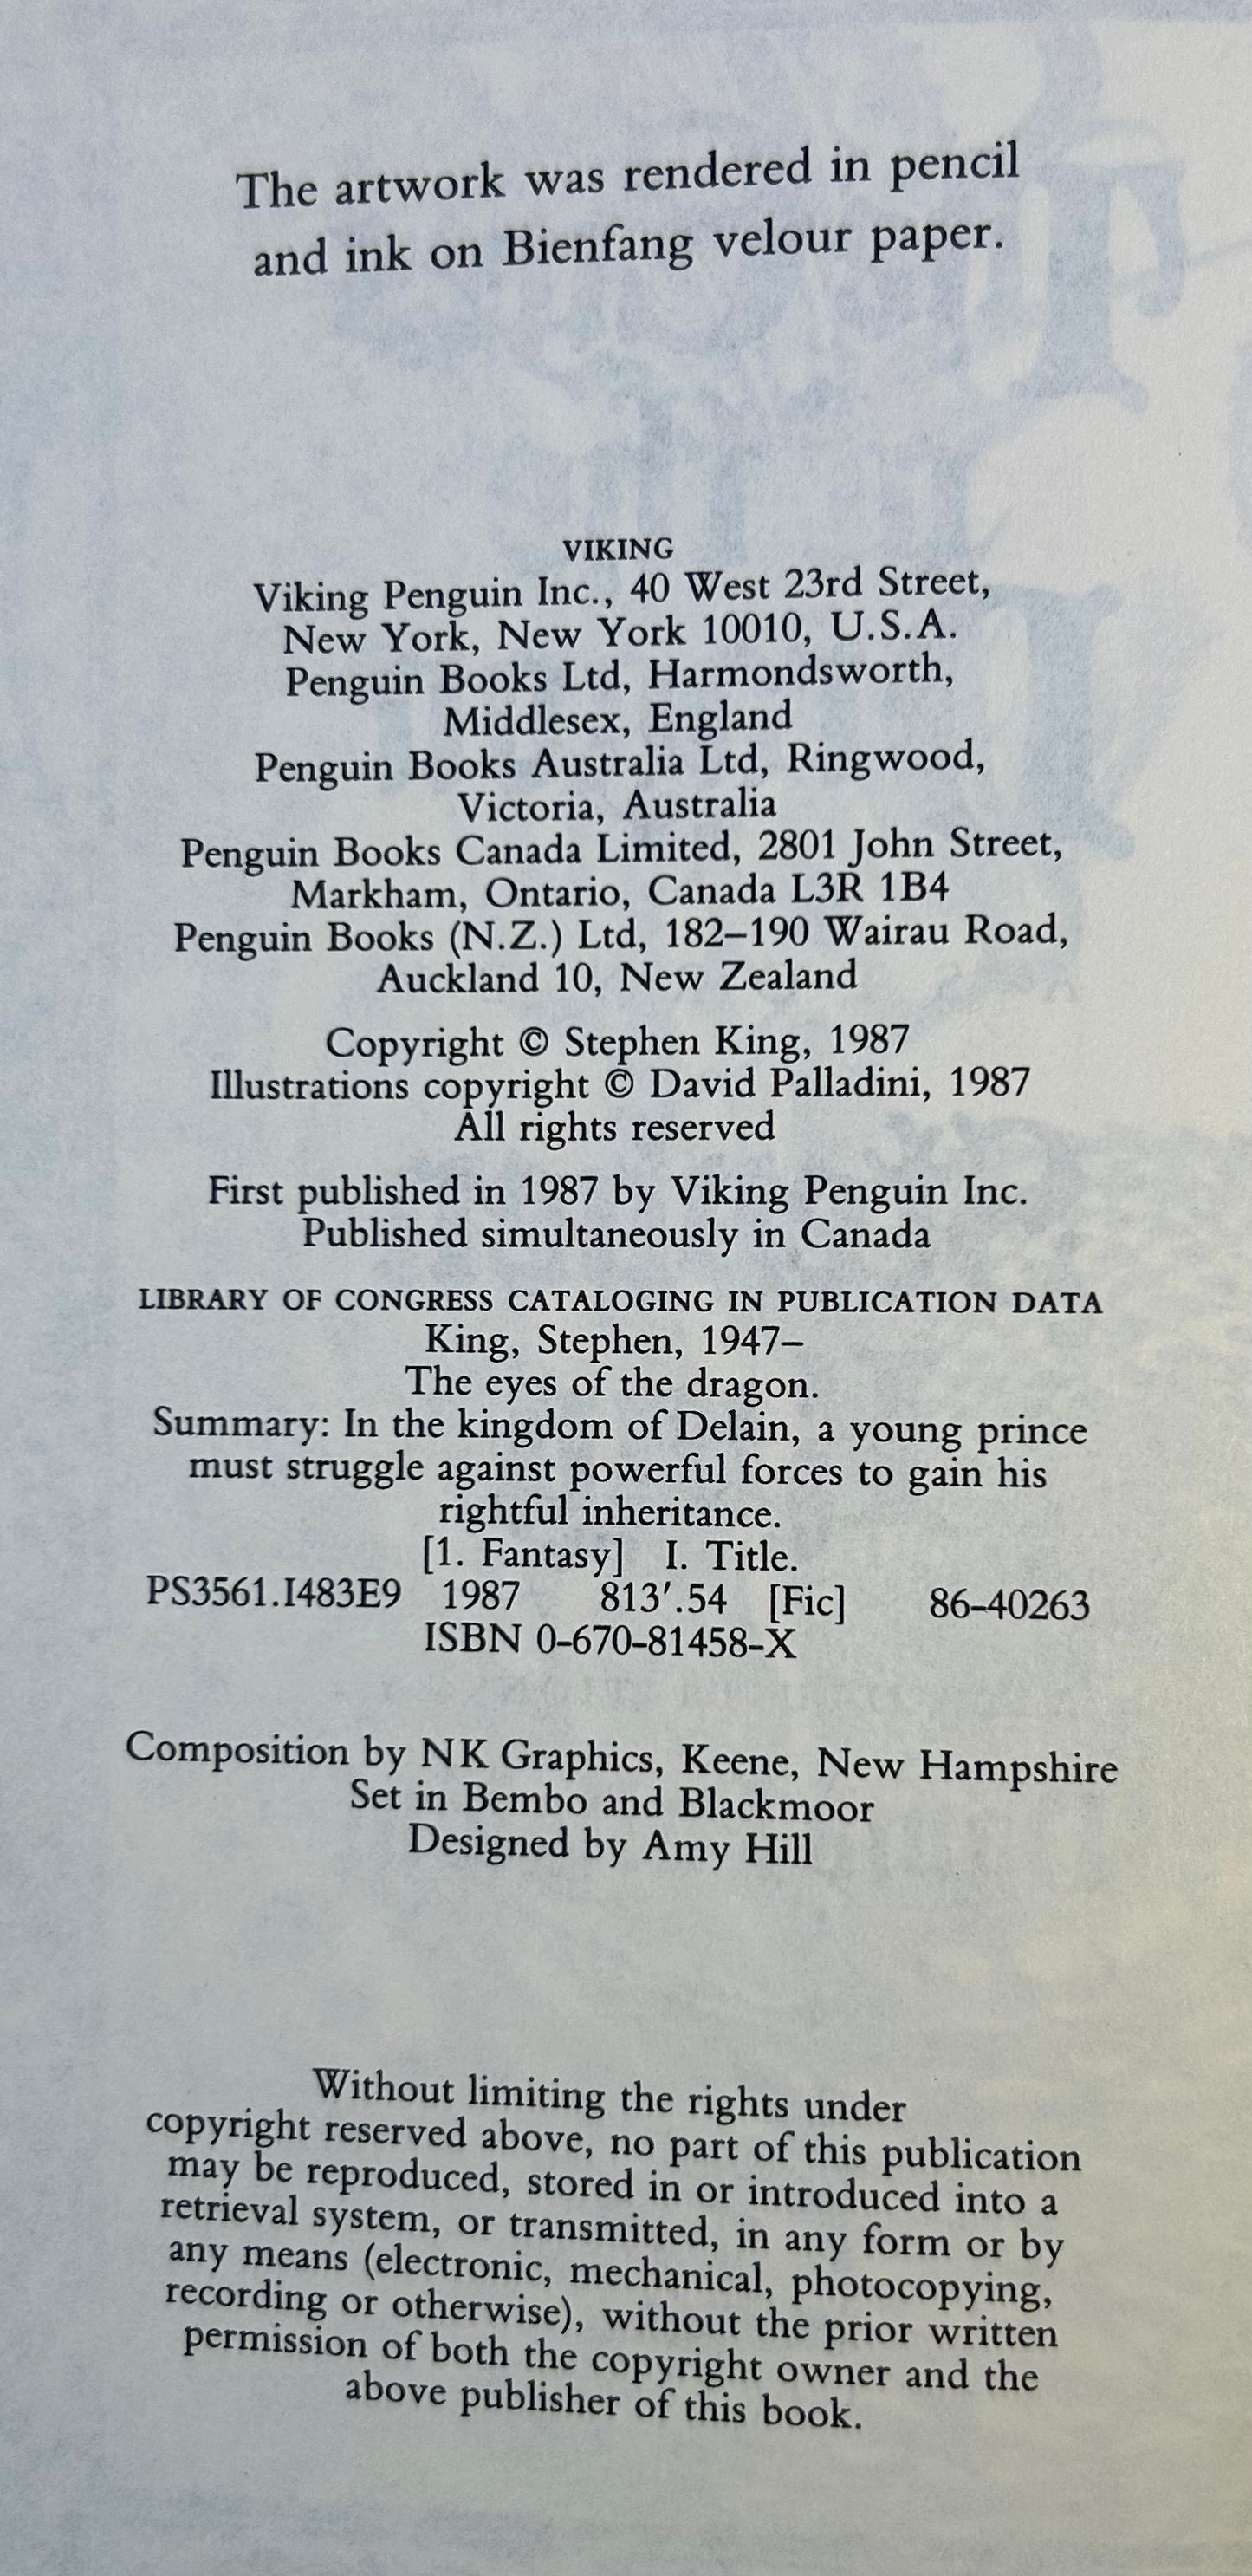 The artwork was rendered in pencil
and ink on Bienfang velour paper.
VIKING
Viking Penguin Inc., 40 West 23rd Street,
New York, New York 10010, U.S.A.
Penguin Books Ltd, Harmondsworth,
Middlesex, England
Penguin Books Australia Ltd, Ringwood,
Victoria, Australia
Penguin Books Canada Limited, 2801 John Street,
Markham, Ontario, Canada L3R 1B4
Penguin Books (N.Z.) Ltd, 182–190 Wairau Road,
Auckland 10, New Zealand
Copyright © Stephen King, 1987
Illustrations copyright © David Palladini, 1987
All rights reserved
First published in 1987 by Viking Penguin Inc.
Published simultaneously in Canada
LIBRARY OF CONGRESS CATALOGING IN PUBLICATION DATA
King, Stephen, 1947–
The eyes of the dragon.
Summary: In the kingdom of Delain, a young prince
must struggle against powerful forces to gain his
rightful inheritance.
[1. Fantasy] I. Title.
PS3561.I483E9 1987 813′.54 [Fic] 86-40263
ISBN 0-670-81458-X
Composition by NK Graphics, Keene, New Hampshire
Set in Bembo and Blackmoor
Designed by Amy Hill
Without limiting the rights under
copyright reserved above, no part of this publication
may be reproduced, stored in or introduced into a
retrieval system, or transmitted, in any form or by
any means (electronic, mechanical, photocopying,
recording or otherwise), without the prior written
permission of both the copyright owner and the
above publisher of this book.